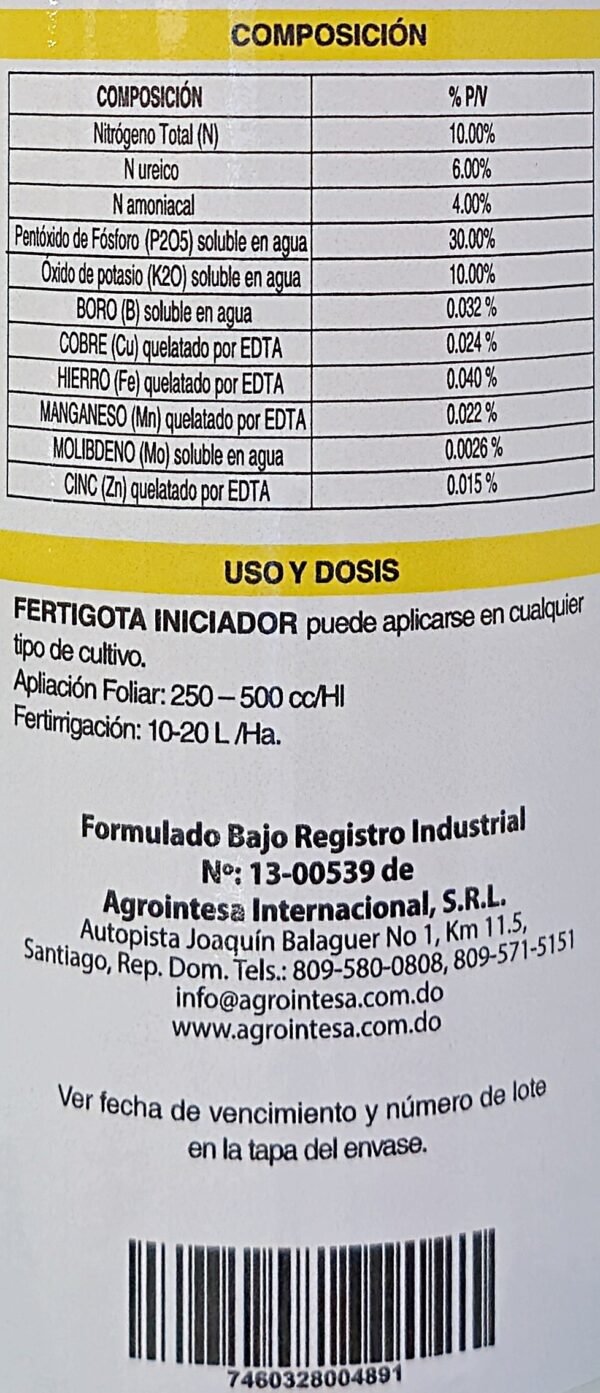 COMPOSICIÓN
COMPOSICIÓN % P/V
Nitrógeno Total (N) 10.00%
N ureico 6.00%
N amoniacal 4.00%
Pentóxido de Fósforo (P2O5) soluble en agua 30.00%
Óxido de potasio (K2O) soluble en agua 10.00%
BORO (B) soluble en agua 0.032 %
COBRE (Cu) quelatado por EDTA 0.024 %
HIERRO (Fe) quelatado por EDTA 0.040 %
MANGANESO (Mn) quelatado por EDTA 0.022 %
MOLIBDENO (Mo) soluble en agua 0.0026 %
CINC (Zn) quelatado por EDTA 0.015 %
USO Y DOSIS
FERTIGOTA INICIADOR puede aplicarse en cualquier
tipo de cultivo.
Apliación Foliar: 250 – 500 cc/Hl
Fertirrigación: 10-20 L /Ha.
Formulado Bajo Registro Industrial
Nº: 13-00539 de
Agrointesa Internacional, S.R.L.
Autopista Joaquín Balaguer No 1, Km 11.5,
Santiago, Rep. Dom. Tels.: 809-580-0808, 809-571-5151
info@agrointesa.com.do
www.agrointesa.com.do
Ver fecha de vencimiento y número de lote
en la tapa del envase.
7460328004891